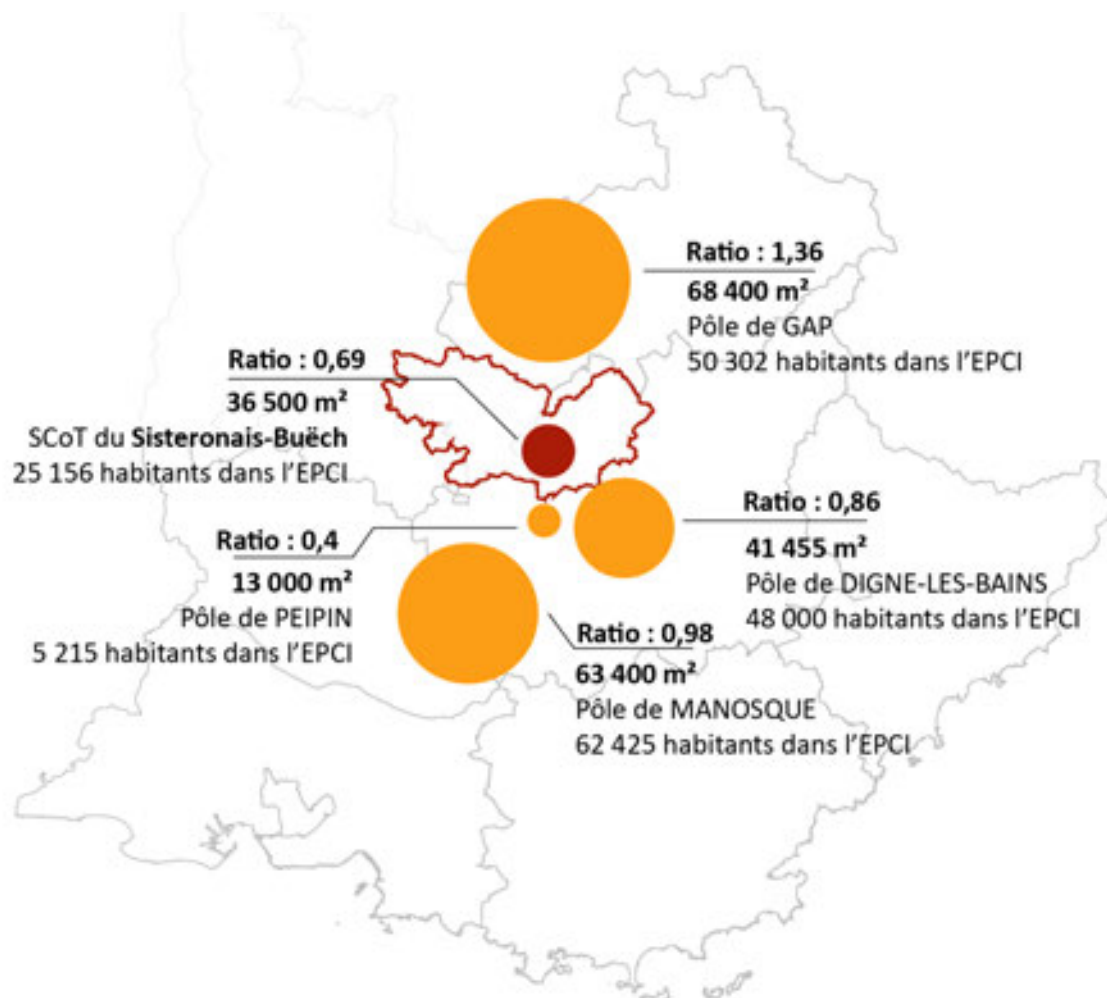 Ratio : 1,36
68 400 m²
Pôle de GAP
50 302 habitants dans l’EPCI
Ratio : 0,69
36 500 m²
SCoT du Sisteronais-Buëch
25 156 habitants dans l’EPCI
Ratio : 0,86
41 455 m²
Pôle de DIGNE-LES-BAINS
48 000 habitants dans l’EPCI
Ratio : 0,4
13 000 m²
Pôle de PEIPIN
5 215 habitants dans l’EPCI
Ratio : 0,98
63 400 m²
Pôle de MANOSQUE
62 425 habitants dans l’EPCI